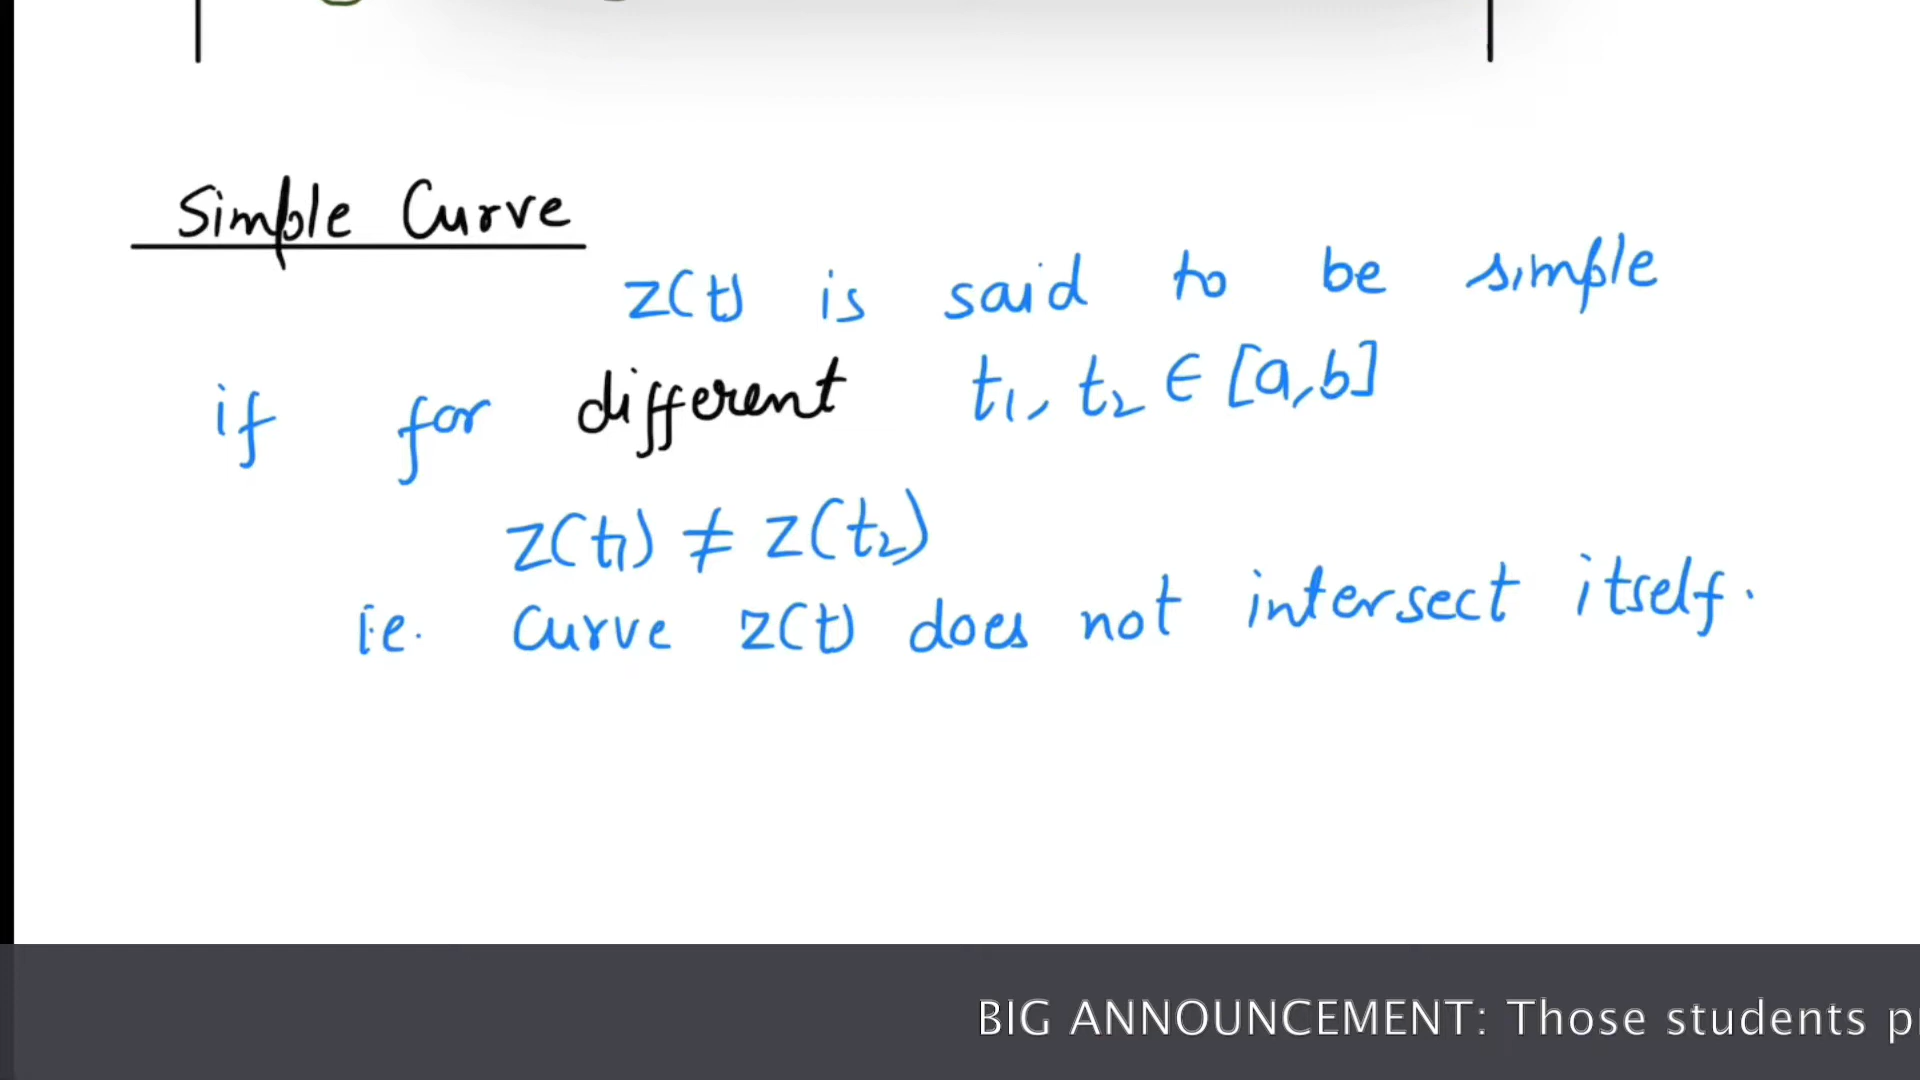 Simple Curve
z(t) is said to be simple
if for different t₁, t₂ ∈ [a,b]
z(t₁) ≠ z(t₂)
i.e. curve z(t) does not intersect itself.
BIG ANNOUNCEMENT: Those students